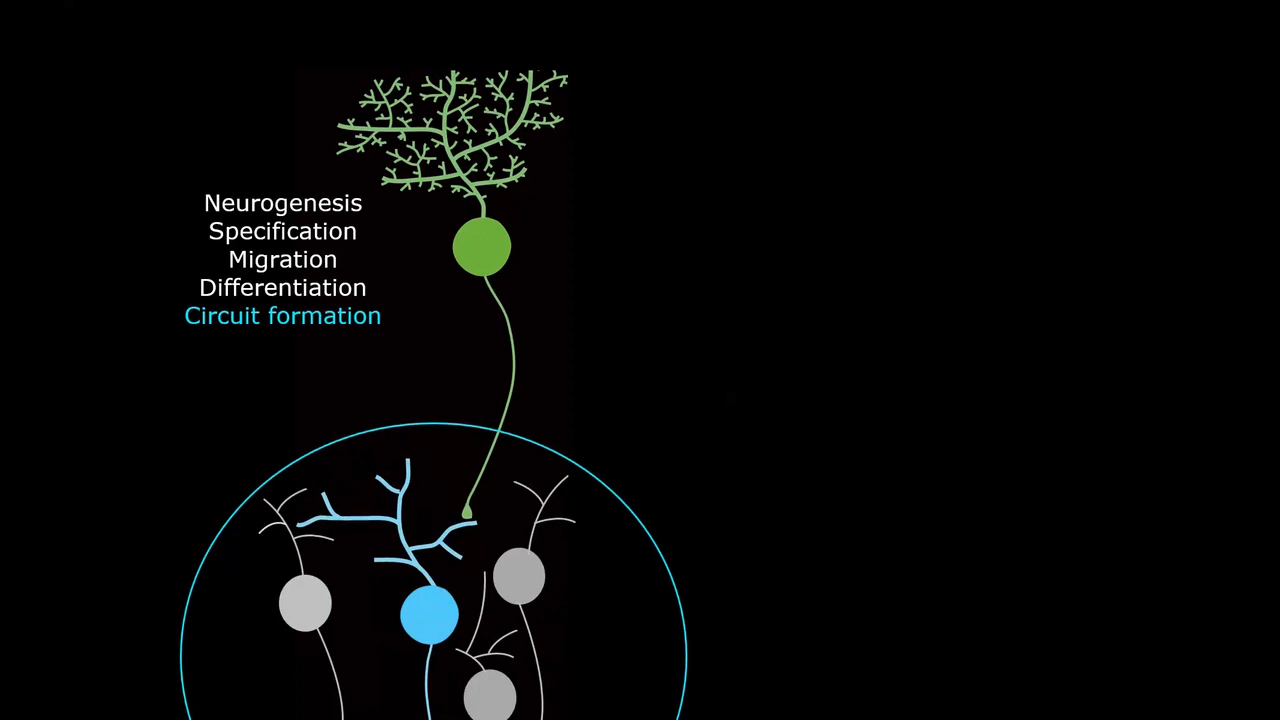 Neurogenesis
Specification
Migration
Differentiation
Circuit formation